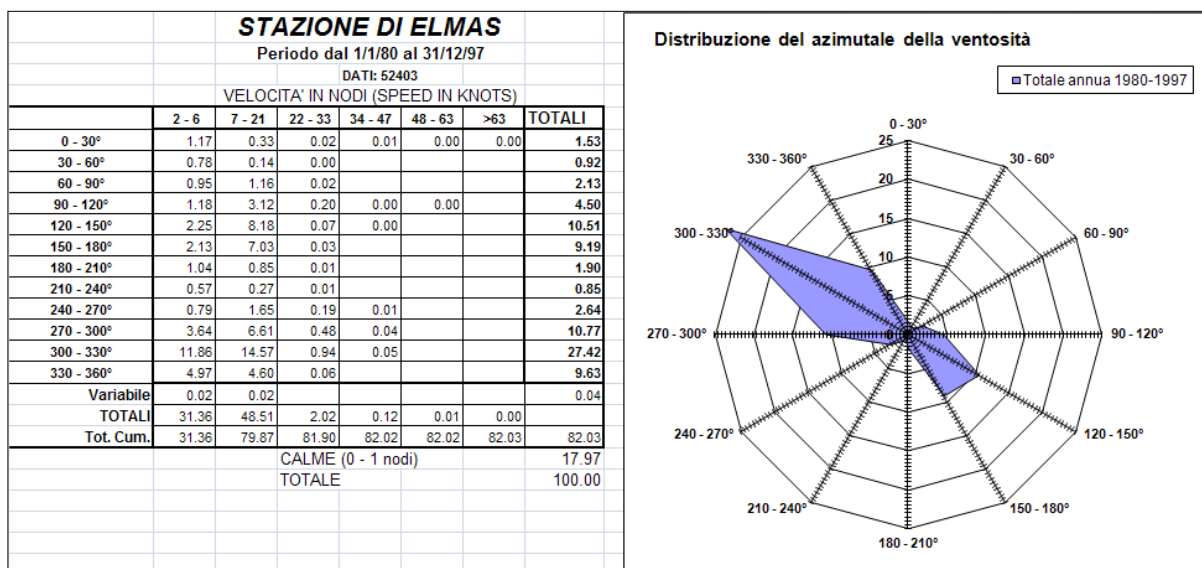 STAZIONE DI ELMAS
Periodo dal 1/1/80 al 31/12/97
DATI: 52403
VELOCITA' IN NODI (SPEED IN KNOTS)
2 - 6 7 - 21 22 - 33 34 - 47 48 - 63 >63 TOTALI
0 - 30° 1.17 0.33 0.02 0.01 0.00 0.00 1.53
30 - 60° 0.78 0.14 0.00 0.92
60 - 90° 0.95 1.16 0.02 2.13
90 - 120° 1.18 3.12 0.20 0.00 0.00 4.50
120 - 150° 2.25 8.18 0.07 0.00 10.51
150 - 180° 2.13 7.03 0.03 9.19
180 - 210° 1.04 0.85 0.01 1.90
210 - 240° 0.57 0.27 0.01 0.85
240 - 270° 0.79 1.65 0.19 0.01 2.64
270 - 300° 3.64 6.61 0.48 0.04 10.77
300 - 330° 11.86 14.57 0.94 0.05 27.42
330 - 360° 4.97 4.60 0.06 9.63
Variabile 0.02 0.02 0.04
TOTALI 31.36 48.51 2.02 0.12 0.01 0.00
Tot. Cum. 31.36 79.87 81.90 82.02 82.02 82.03 82.03
CALME (0 - 1 nodi) 17.97
TOTALE 100.00
Distribuzione del azimutale della ventosità
Totale annua 1980-1997
0 - 30°
30 - 60°
60 - 90°
90 - 120°
120 - 150°
150 - 180°
180 - 210°
210 - 240°
240 - 270°
270 - 300°
300 - 330°
330 - 360°
25
20
15
10
5
0